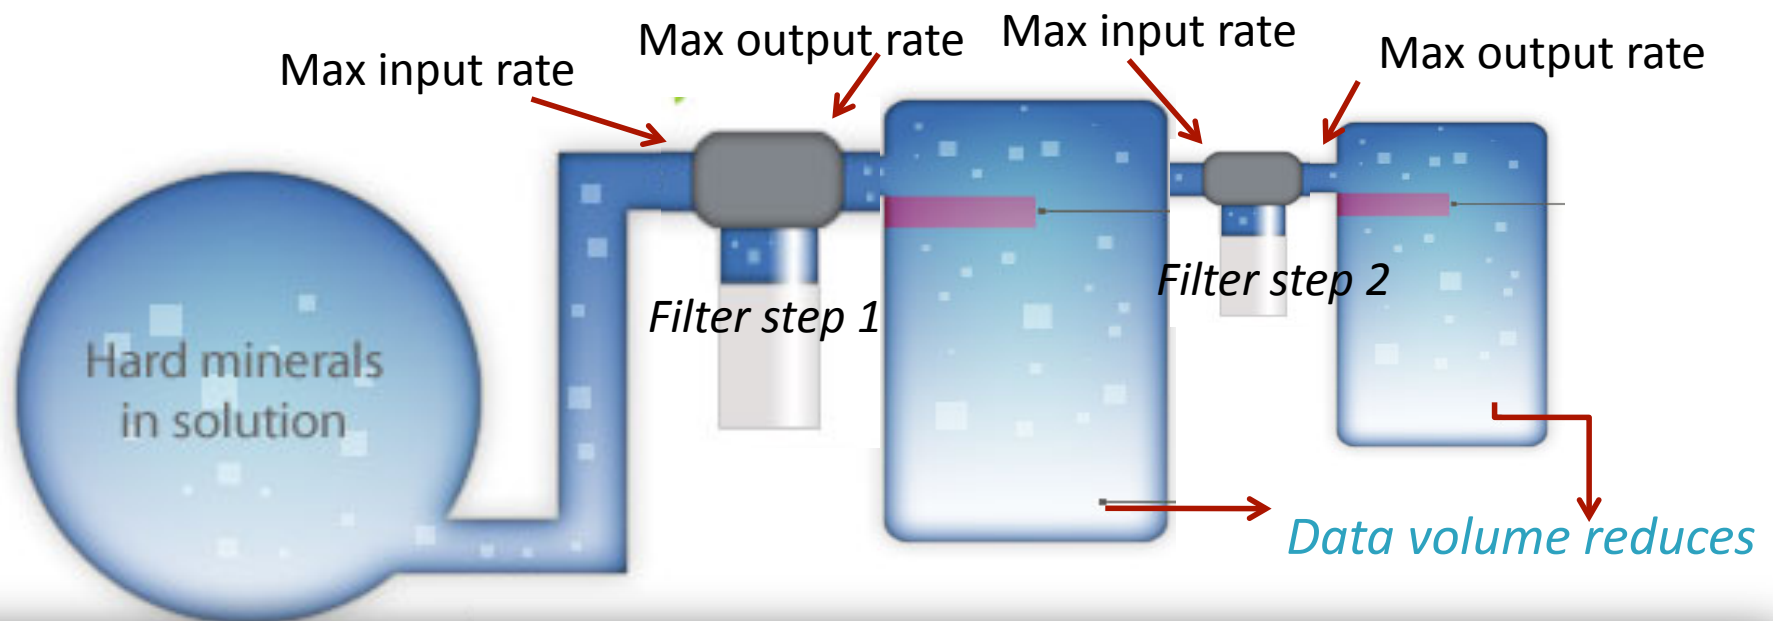 Max input rate
Max output rate
Max input rate
Max output rate
Filter step 1
Filter step 2
Hard minerals
in solution
Data volume reduces